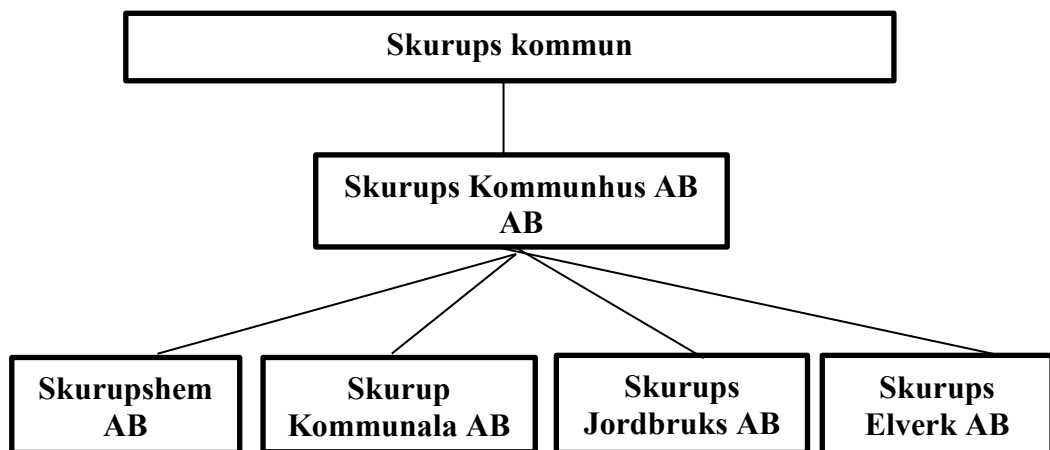 Skurups kommun
Skurups Kommunhus AB
AB
Skurupshem
AB
Skurup
Kommunala AB
Skurups
Jordbruks AB
Skurups
Elverk AB